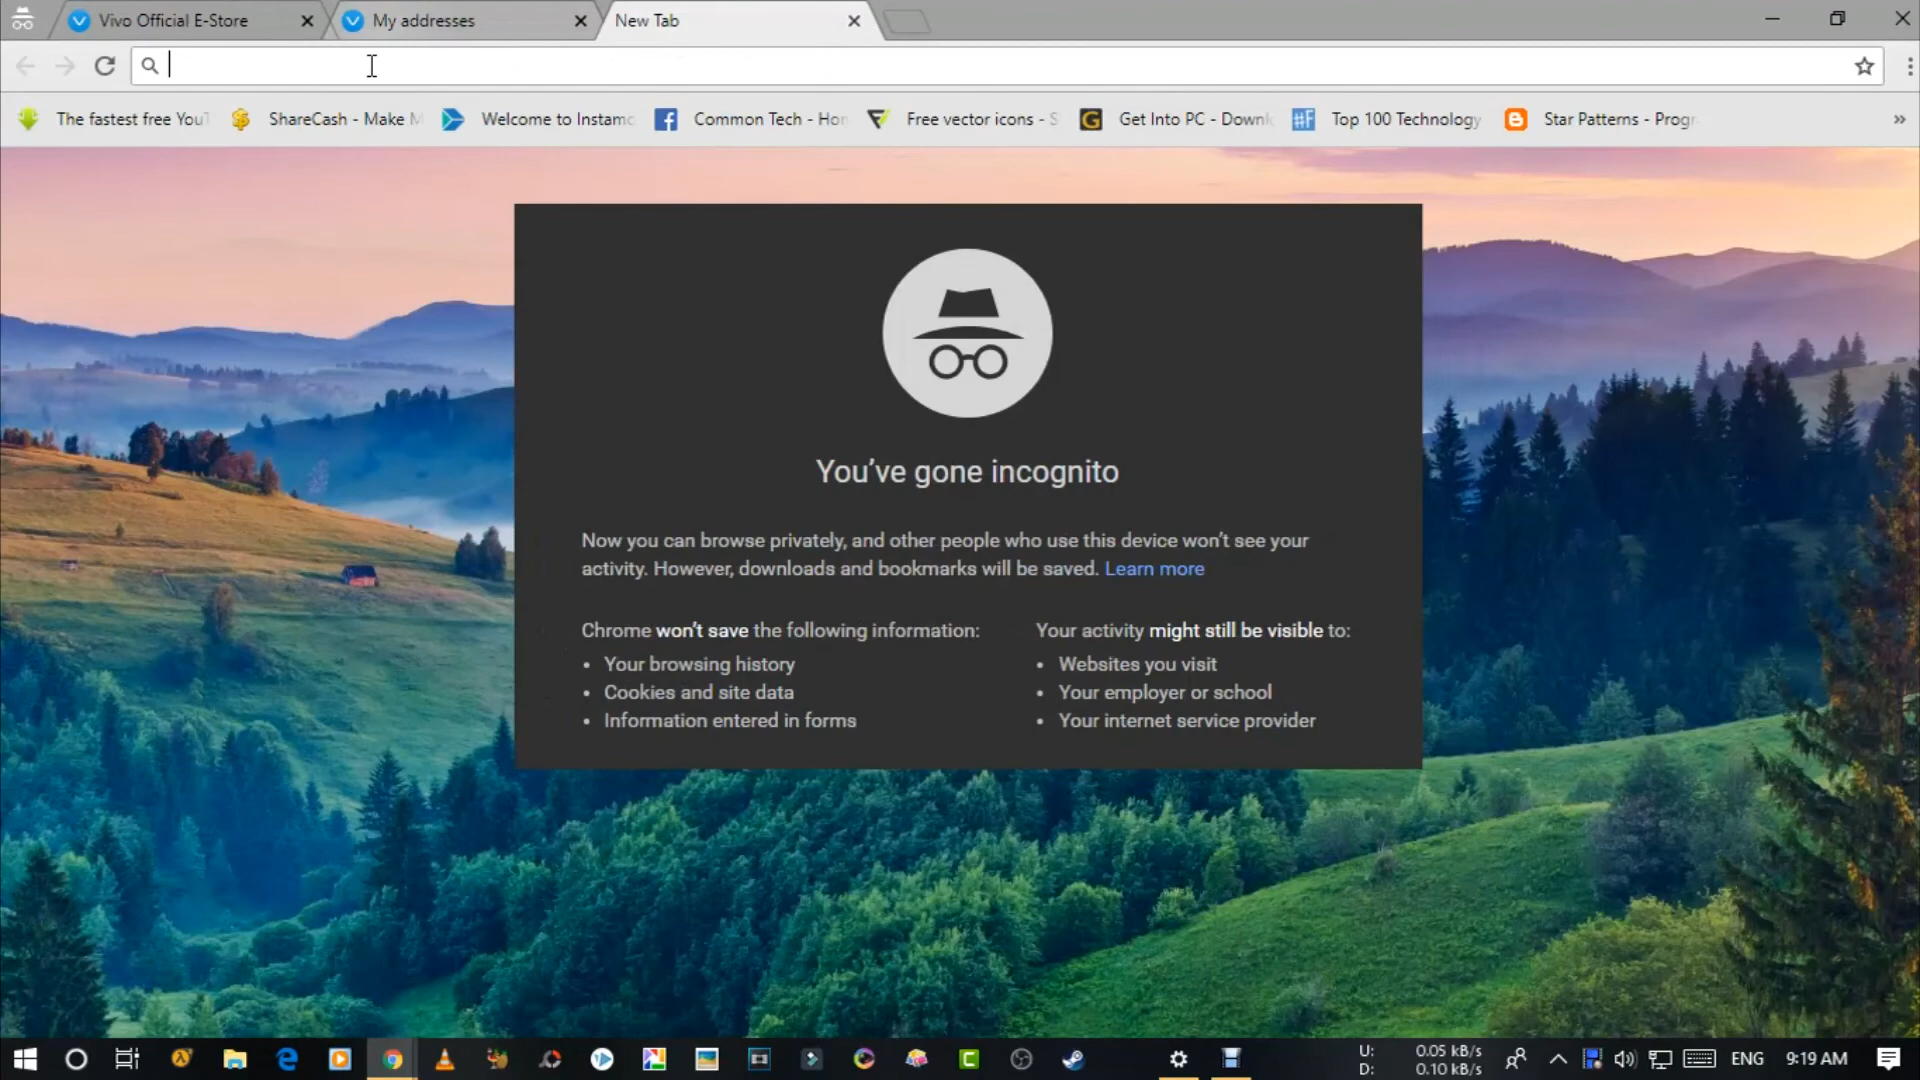 Vivo Official E-Store
My addresses
New Tab
The fastest free YouT
ShareCash - Make M
Welcome to Instamo
Common Tech - Hom
Free vector icons - S
Get Into PC - Downl
Top 100 Technology
Star Patterns - Progr
You've gone incognito
Now you can browse privately, and other people who use this device won't see your
activity. However, downloads and bookmarks will be saved. Learn more
Chrome won't save the following information:
• Your browsing history
• Cookies and site data
• Information entered in forms
Your activity might still be visible to:
• Websites you visit
• Your employer or school
• Your internet service provider
U: 0.05 kB/s
D: 0.10 kB/s
ENG
9:19 AM